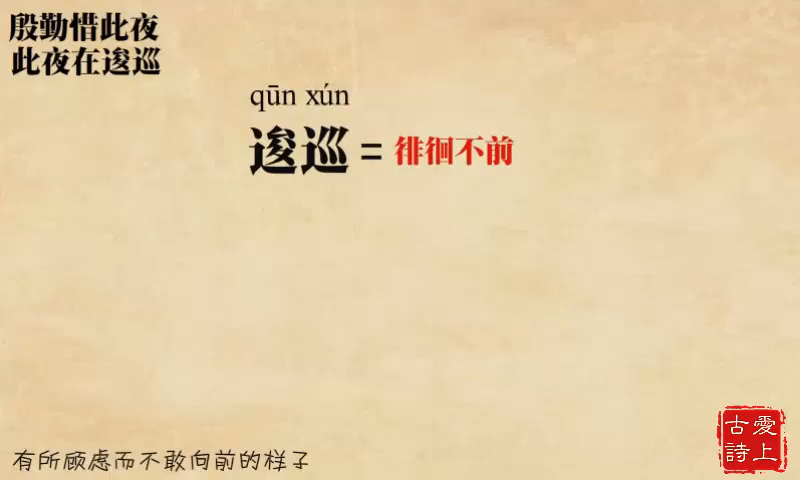 殷勤惜此夜
此夜在逡巡
qūn xún
逡巡 = 徘徊不前
有所顾虑而不敢向前的样子
愛上
古詩